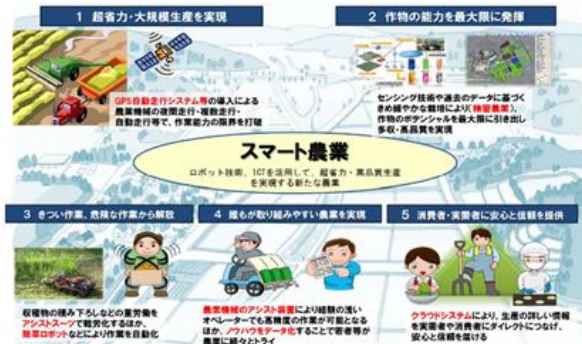 1 超省力・大規模生産を実現
GPS自動走行システム等の導入による
農業機械の夜間走行・複数走行・
自動走行等で、作業能力の限界を打破
2 作物の能力を最大限に発揮
センシング技術や過去のデータに基づく
きめ細やかな栽培により(精密農業)、
作物のポテンシャルを最大限に引き出し
多収・高品質を実現
スマート農業
ロボット技術、ICTを活用して、超省力・高品質生産
を実現する新たな農業
3 きつい作業、危険な作業から解放
収穫物の積み下ろしなどの重労働を
アシストスーツで軽労化するほか、
除草ロボットなどにより作業を自動化
4 誰もが取り組みやすい農業を実現
農業機械のアシスト装置により経験の浅い
オペレーターでも高精度の作業が可能となる
ほか、ノウハウをデータ化することで若者等が
農業に続々とトライ
5 消費者・実需者に安心と信頼を提供
クラウドシステムにより、生産の詳しい情報
を実需者や消費者にダイレクトにつなげ、
安心と信頼を届ける